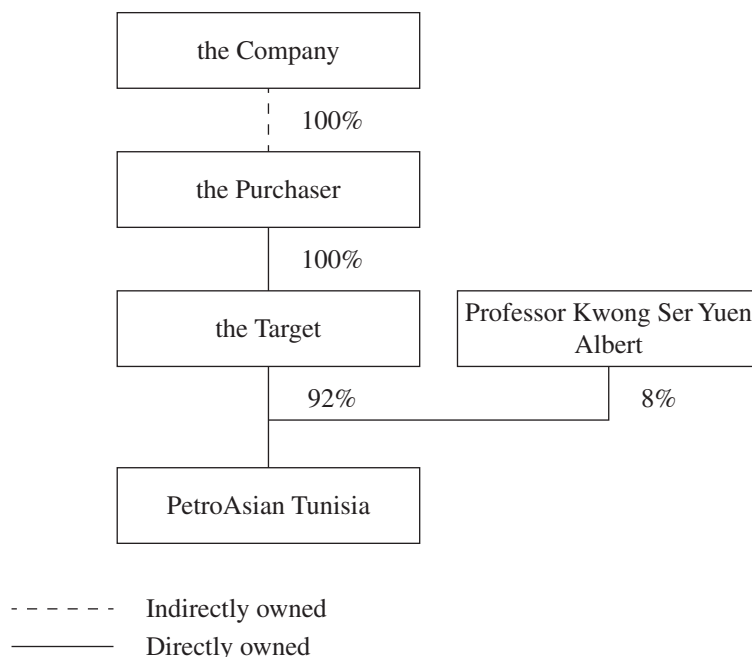 the Company
100%
the Purchaser
100%
the Target
Professor Kwong Ser Yuen
Albert
92%
8%
PetroAsian Tunisia
Indirectly owned
Directly owned